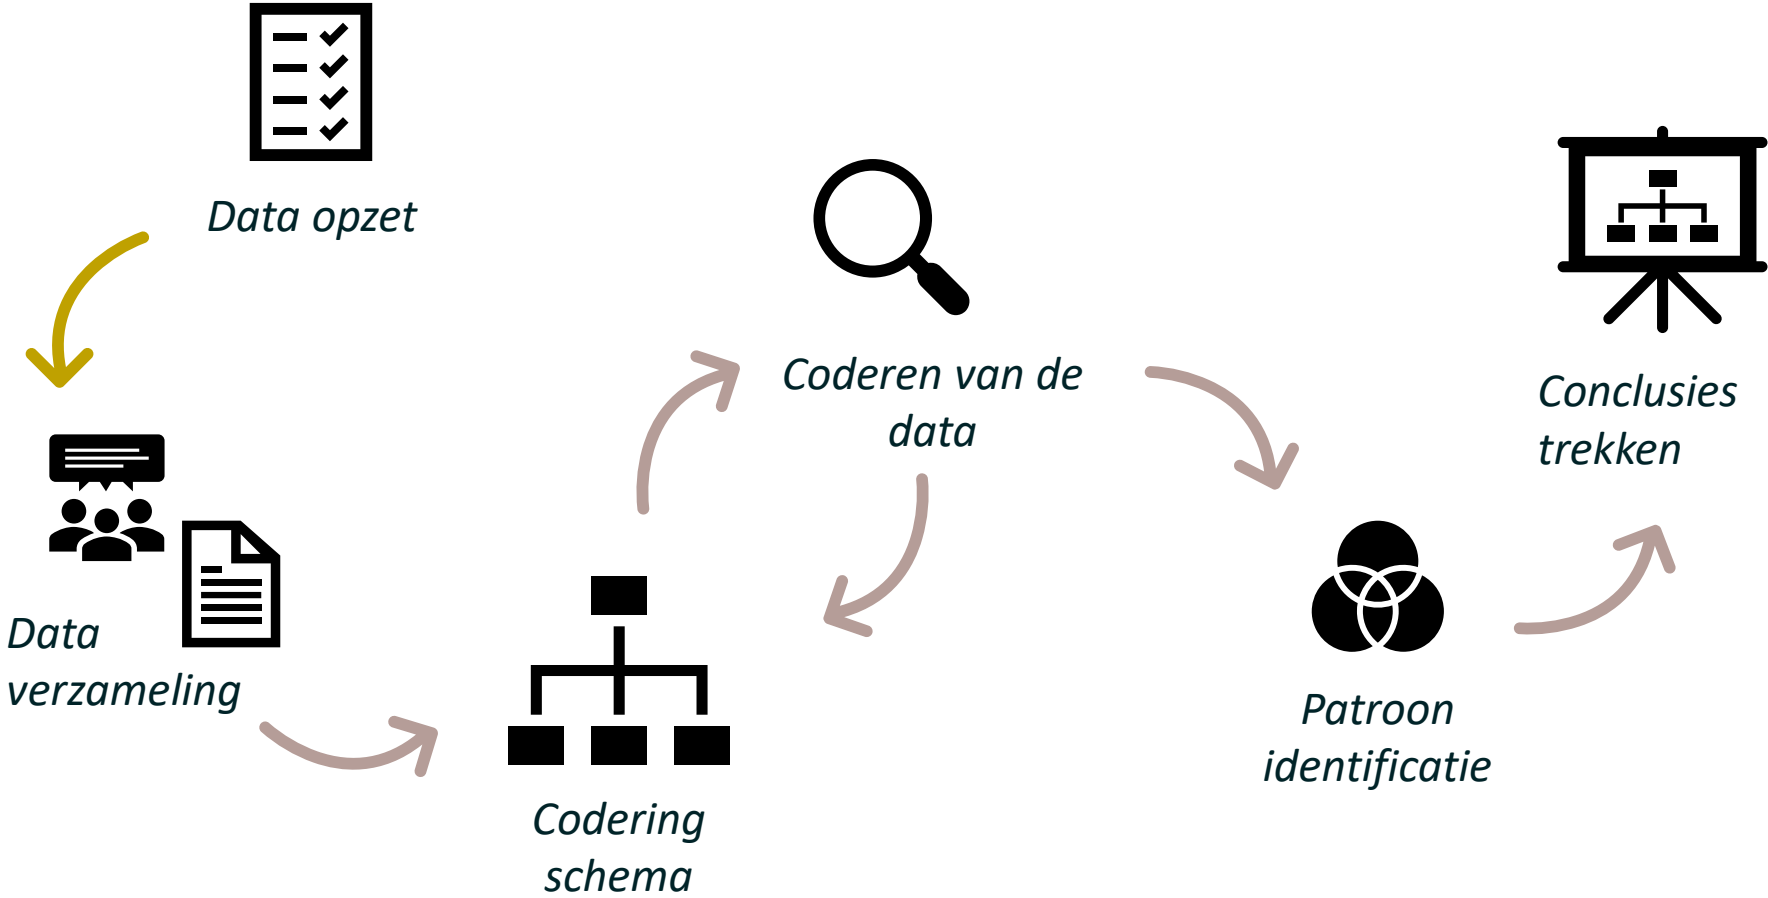 Data opzet
Data
verzameling
Codering
schema
Coderen van de
data
Patroon
identificatie
Conclusies
trekken